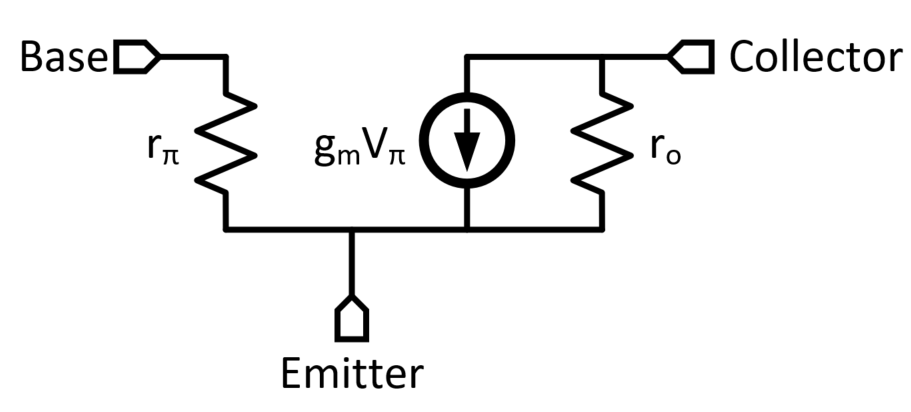 Base
Collector
rπ
gmVπ
ro
Emitter